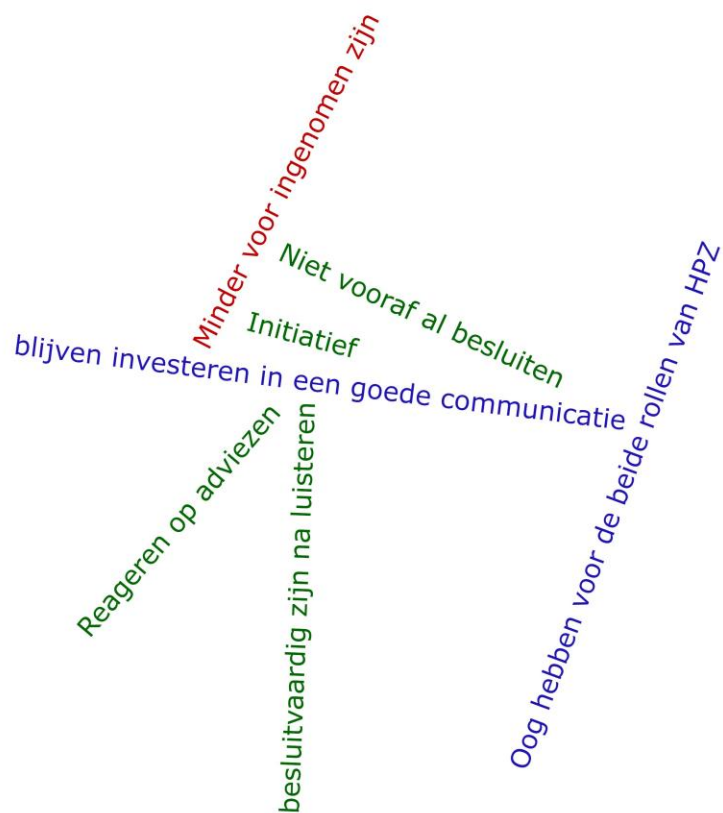 Minder voor ingenomen zijn
Niet vooraf al besluiten
Initiatief
blijven investeren in een goede communicatie
Oog hebben voor de beide rollen van HPZ
Reageren op adviezen
besluitvaardig zijn na luisteren